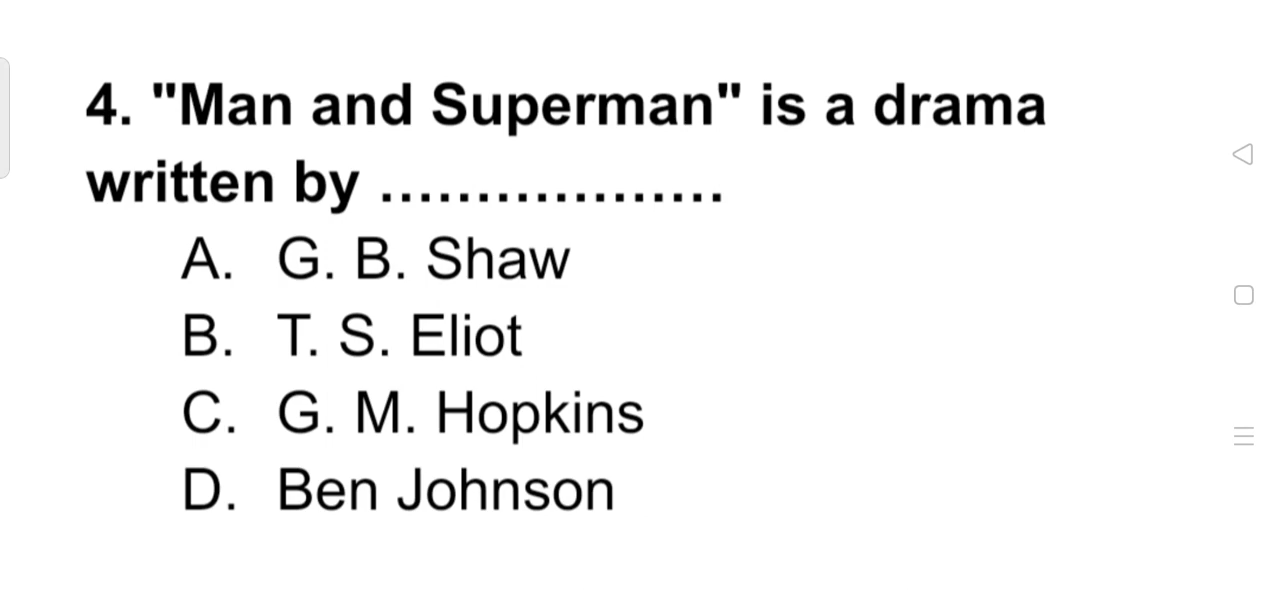 4. "Man and Superman" is a drama
written by ..................
A. G. B. Shaw
B. T. S. Eliot
C. G. M. Hopkins
D. Ben Johnson